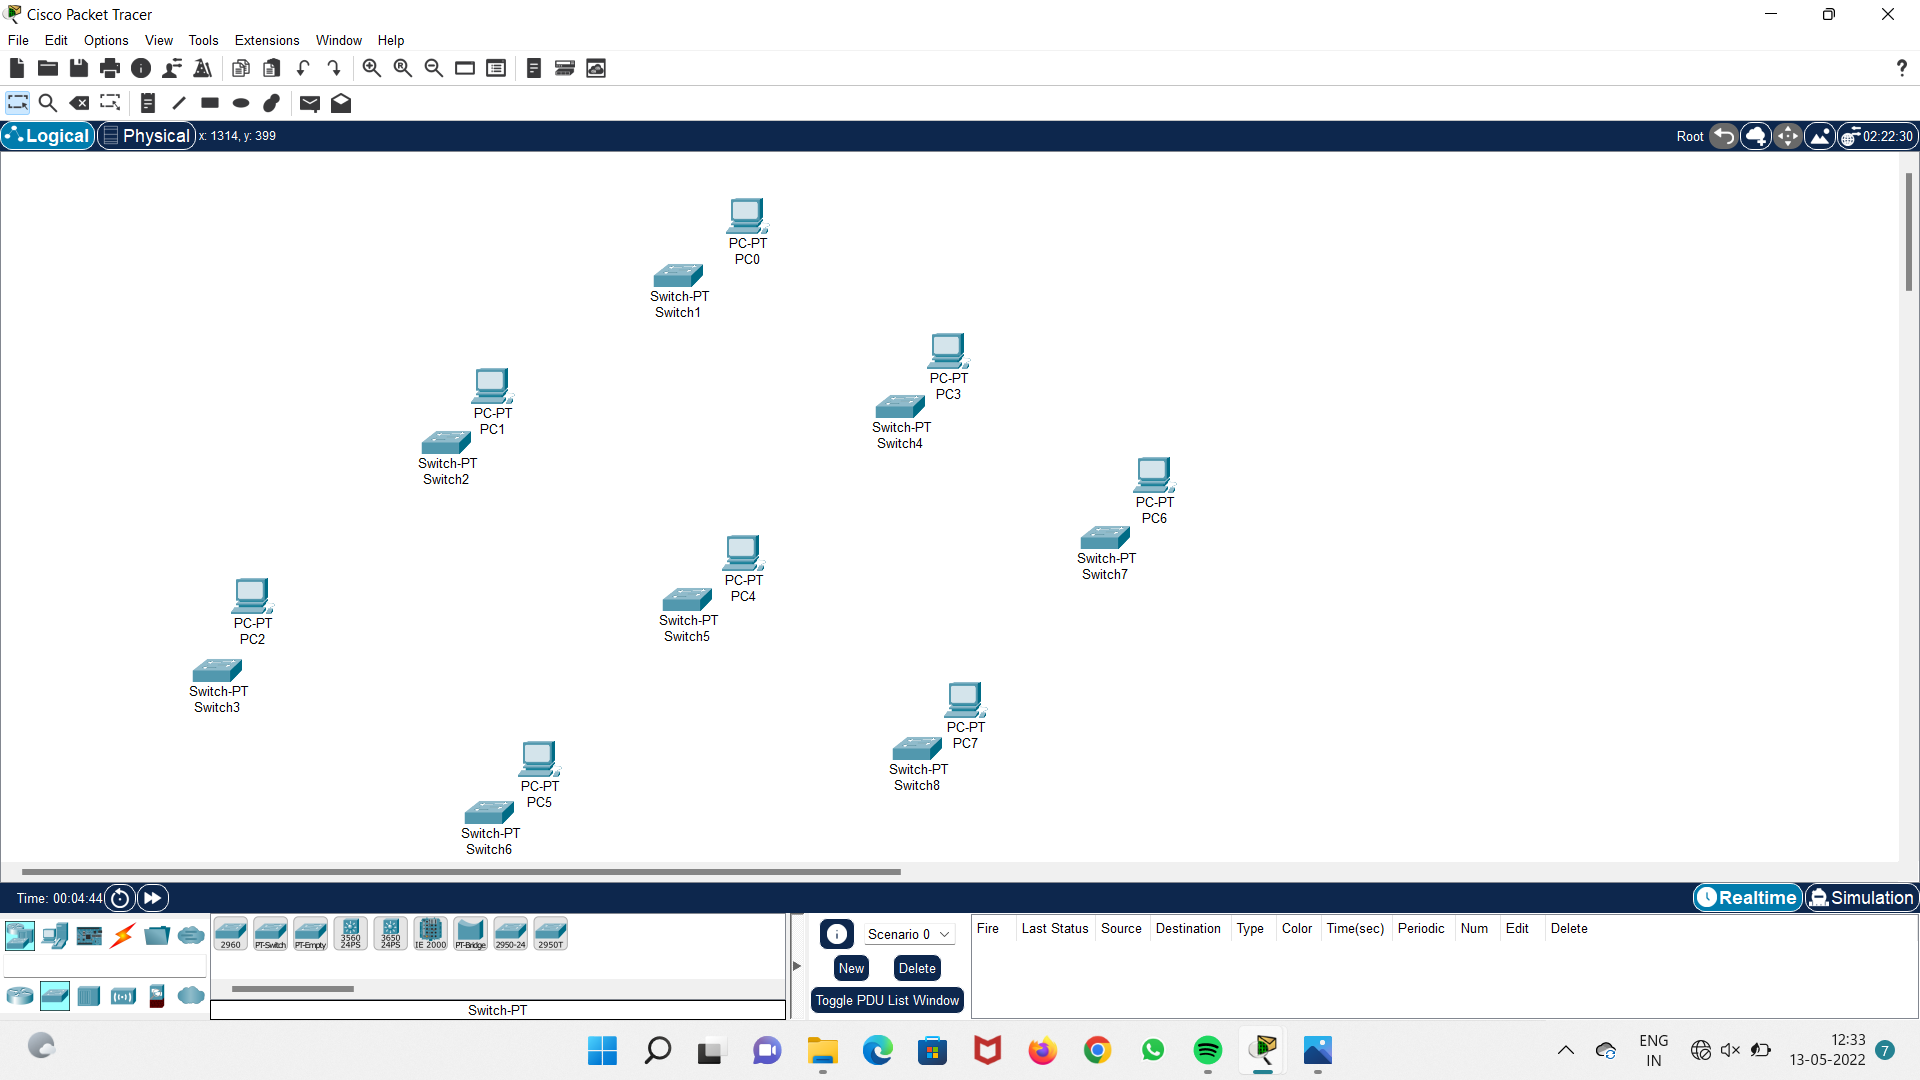 Cisco Packet Tracer
File Edit Options View Tools Extensions Window Help
?
Logical Physical x: 1314, y: 399 Root 02:22:30
PC-PT
PC0
Switch-PT
Switch1
PC-PT
PC3
Switch-PT
Switch4
PC-PT
PC1
Switch-PT
Switch2
PC-PT
PC6
Switch-PT
Switch7
PC-PT
PC4
Switch-PT
Switch5
PC-PT
PC2
Switch-PT
Switch3
PC-PT
PC7
Switch-PT
Switch8
PC-PT
PC5
Switch-PT
Switch6
Time: 00:04:44 Realtime Simulation
2960 PT-Switch PT-Empty 3560 24PS 3650 24PS IE 2000 PT-Bridge 2950-24 2950T
Switch-PT
Scenario 0
New Delete
Toggle PDU List Window
Fire Last Status Source Destination Type Color Time(sec) Periodic Num Edit Delete
ENG
IN
12:33
13-05-2022
7